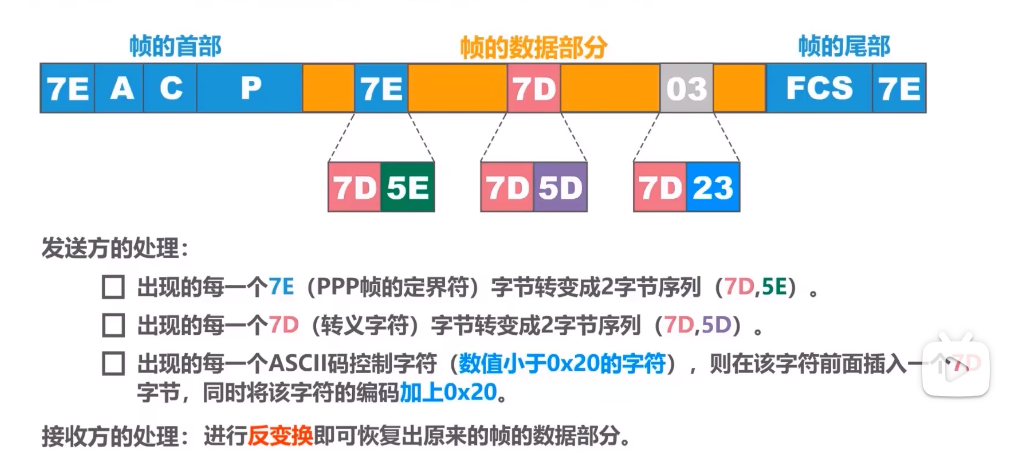 帧的首部 帧的数据部分 帧的尾部
7E A C P 7E 7D 03 FCS 7E
7D 5E 7D 5D 7D 23
发送方的处理：
出现的每一个7E（PPP帧的定界符）字节转变成2字节序列（7D,5E）。
出现的每一个7D（转义字符）字节转变成2字节序列（7D,5D）。
出现的每一个ASCII码控制字符（数值小于0x20的字符），则在该字符前面插入一个7D
字节，同时将该字符的编码加上0x20。
接收方的处理：进行反变换即可恢复出原来的帧的数据部分。